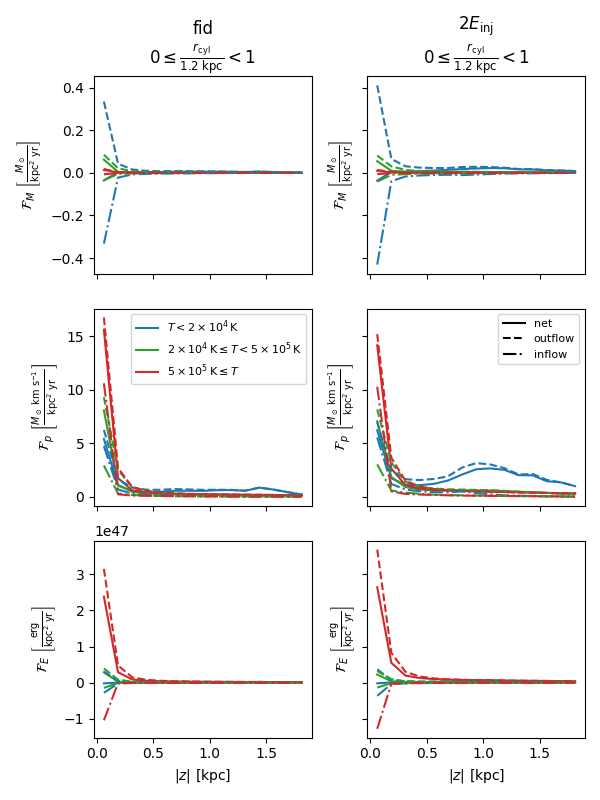 fid
0 ≤ r_cyl / 1.2 kpc < 1
2E_inj
0 ≤ r_cyl / 1.2 kpc < 1
0.4
0.2
0.0
−0.2
−0.4
ℱ_M [M_⊙ / kpc² yr]
ℱ_M [M_⊙ / kpc² yr]
15
10
5
0
ℱ_p [M_⊙ km s⁻¹ / kpc² yr]
T < 2 × 10⁴ K
2 × 10⁴ K ≤ T < 5 × 10⁵ K
5 × 10⁵ K ≤ T
ℱ_p [M_⊙ km s⁻¹ / kpc² yr]
net
outflow
inflow
1e47
3
2
1
0
−1
ℱ_E [erg / kpc² yr]
ℱ_E [erg / kpc² yr]
0.0 0.5 1.0 1.5
0.0 0.5 1.0 1.5
|z| [kpc]
|z| [kpc]